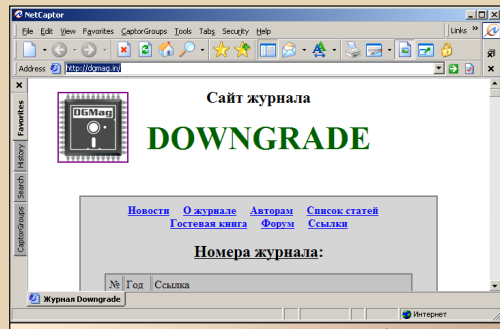 NetCaptor
File Edit View Favorites CaptorGroups Tools Tabs Security Help Links »
Address http://dgmag.in/
Favorites
History
Search
CaptorGroups
DGMag
Сайт журнала
DOWNGRADE
Новости О журнале Авторам Список статей
Гостевая книга Форум Ссылки
Номера журнала:
№ Год Ссылка
Журнал Downgrade
Интернет